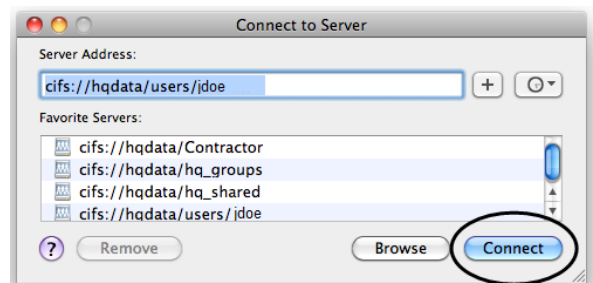 Connect to Server
Server Address:
cifs://hqdata/users/jdoe
+
Favorite Servers:
cifs://hqdata/Contractor
cifs://hqdata/hq_groups
cifs://hqdata/hq_shared
cifs://hqdata/users/jdoe
? Remove Browse Connect